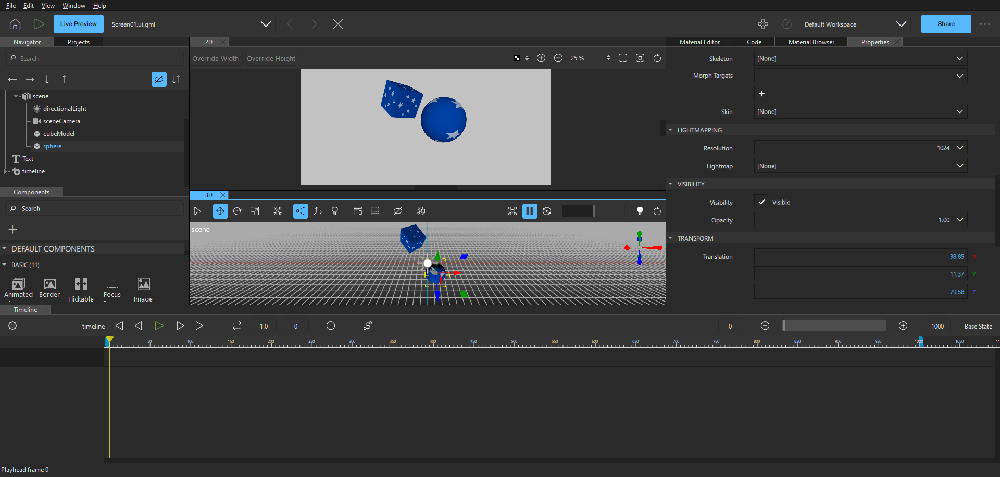 File Edit View Window Help
Live Preview Screen01.ui.qml Default Workspace Share
Navigator Projects 2D Material Editor Code Material Browser Properties
Search
Override Width Override Height 25 %
Skeleton [None]
Morph Targets
Skin [None]
scene
directionalLight
sceneCamera
cubeModel
sphere
Text
timeline
LIGHTMAPPING
Resolution 1024
Lightmap [None]
VISIBILITY
Visibility Visible
Opacity 1.00
TRANSFORM
Translation 38.85 X
11.37 Y
79.58 Z
Components
Search
DEFAULT COMPONENTS
BASIC (11)
Animated Border Flickable Focus Image
3D
scene
Timeline
timeline 1.0 0 0 1000 Base State
50 100 150 200 250 300 350 400 450 500 550 600 650 700 750 800 850 900 950 1000 1050 11
Playhead frame 0